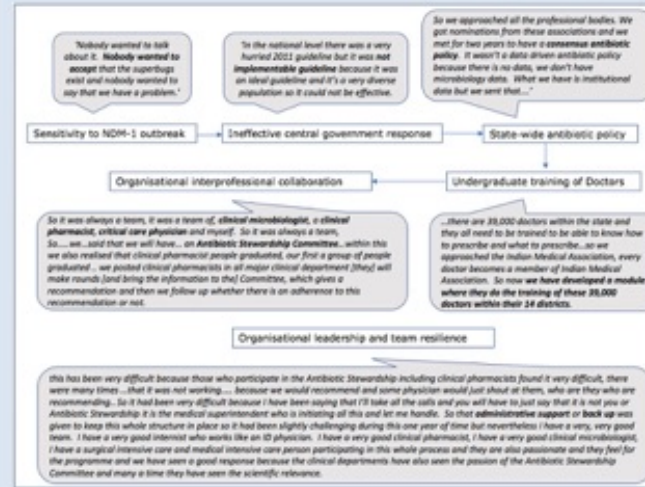 'Nobody wanted to talk
about it. Nobody wanted to
accept that the superbugs
exist and nobody wanted to
say that we have a problem.'
'In the national level there was a very
hurried 2011 guideline but it was not
implementable guideline because it was
an ideal guideline and it's a very diverse
population so it could not be effective.
So we approached all the professional bodies. We
got nominations from these associations and we
met for two years to have a consensus antibiotic
policy. It wasn't a data driven antibiotic policy
because there is no data, we don't have
microbiology data. What we have is institutional
data but we sent that....'
Sensitivity to NDM-1 outbreak
Ineffective central government response
State-wide antibiotic policy
Organisational interprofessional collaboration
Undergraduate training of Doctors
So it was always a team, it was a team of, clinical microbiologist, a clinical
pharmacist, critical care physician and myself. So it was always a team,
So.... we...said that we will have... an Antibiotic Stewardship Committee... within this
we also realised that clinical pharmacist people graduated, our first a group of people
graduated .. we posted clinical pharmacists in all major clinical department [they] will
make rounds [and bring the information to the] Committee, which gives a
recommendation and then we follow up whether there is an adherence to this
recommendation or not.
...there are 39,000 doctors within the state and
they all need to be trained to be able to know how
to prescribe and what to prescribe...so we
approached the Indian Medical Association, every
doctor becomes a member of Indian Medical
Association. So now we have developed a module
where they do the training of these 39,000
doctors within their 14 districts.
Organisational leadership and team resilience
this has been very difficult because those who participate in the Antibiotic Stewardship including clinical pharmacists found it very difficult, there
were many times ...that it was not working..... because we would recommend and some physician would just shout at them, who are they who are
recommending... So it had been very difficult because I have been saying that I'll take all the calls and you will have to just say that it is not you or
Antibiotic Stewardship it is the medical superintendent who is initiating all this and let me handle. So that administrative support or back up was
given to keep this whole structure in place so it had been slightly challenging during this one year of time but nevertheless I have a very, very good
team. I have a very good internist who works like an ID physician. I have a very good clinical pharmacist, I have a very good clinical microbiologist,
I have a surgical intensive care and medical intensive care person participating in this whole process and they are also passionate and they feel for
the programme and we have seen a good response because the clinical departments have also seen the passion of the Antibiotic Stewardship
Committee and many a time they have seen the scientific relevance.